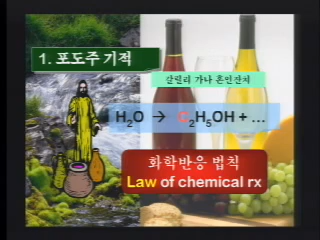 1. 포도주 기적
갈릴리 가나 혼인잔치
H₂O → C₂H₅OH + ...
화학반응 법칙
Law of chemical rx